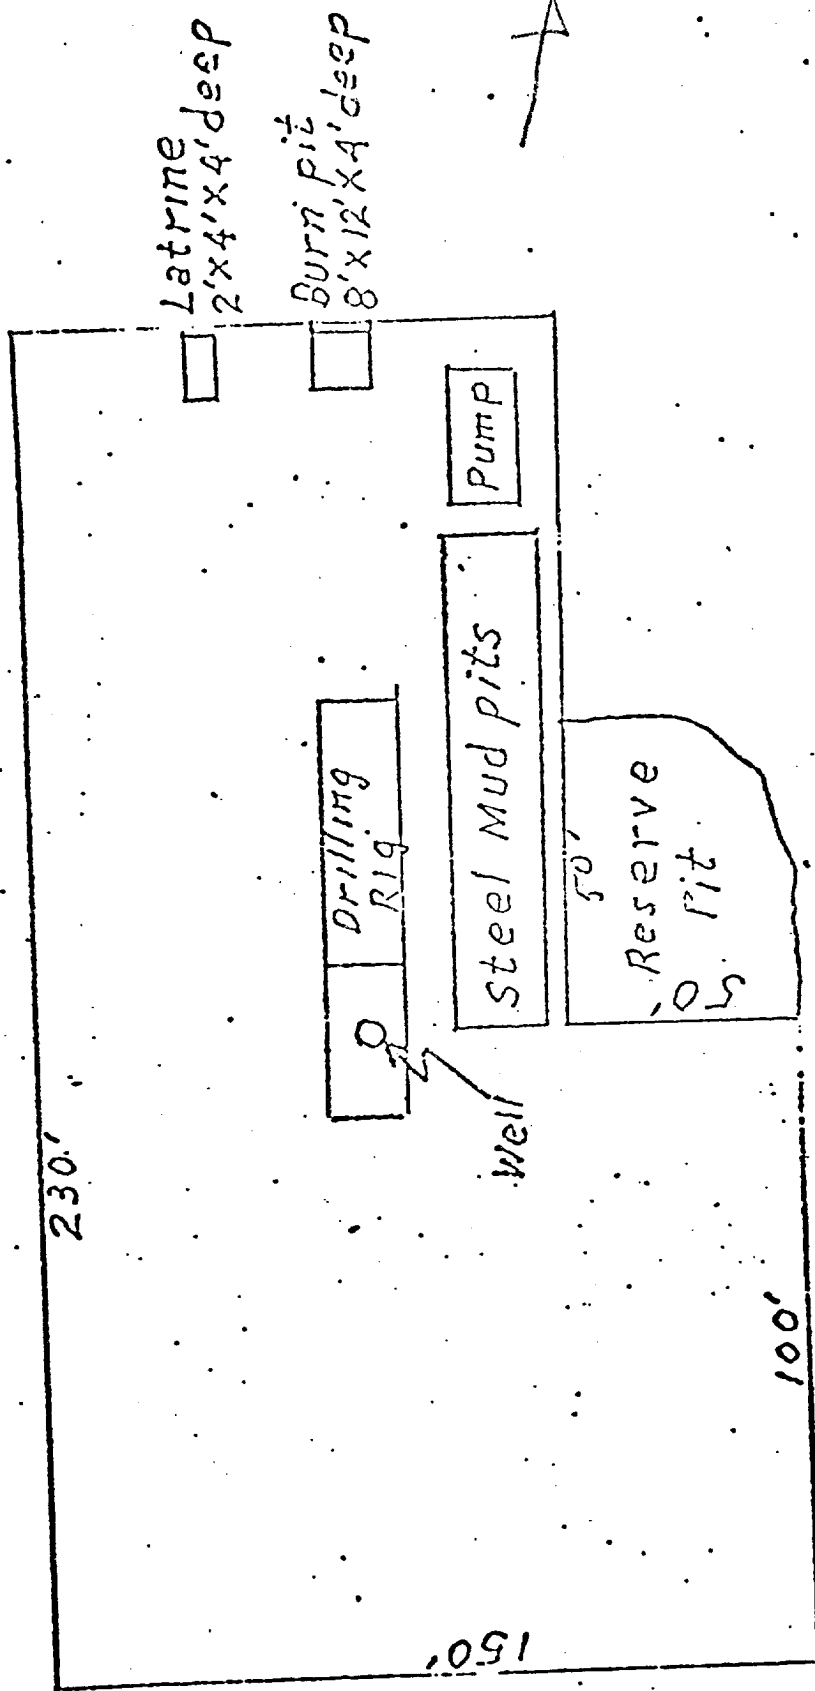 Latrine
2'x4'x4'deep
Burn pit
8'x12'x4'deep
Pump
Steel Mud pits
Drilling
Rig
Well
50'
Reserve
Pit
50'
230'
100'
150'